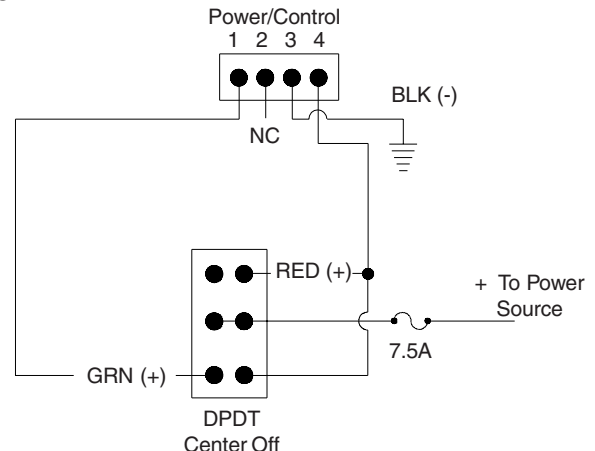 Power/Control
1 2 3 4
BLK (-)
NC
RED (+)
+ To Power
Source
7.5A
GRN (+)
DPDT
Center Off